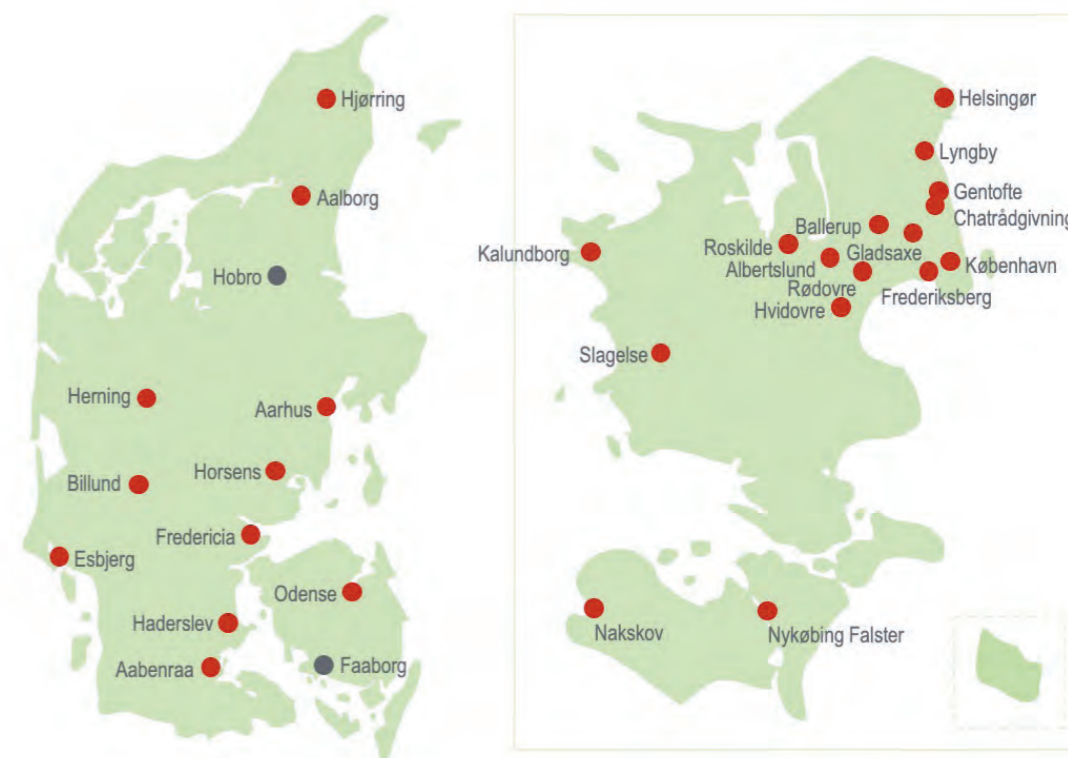 Hjørring
Aalborg
Hobro
Herning
Aarhus
Horsens
Billund
Fredericia
Esbjerg
Odense
Haderslev
Aabenraa
Faaborg
Helsingør
Lyngby
Gentofte
Chatrådgivning
Ballerup
Roskilde
Gladsaxe
Kalundborg
Albertslund
København
Rødovre
Frederiksberg
Hvidovre
Slagelse
Nakskov
Nykøbing Falster